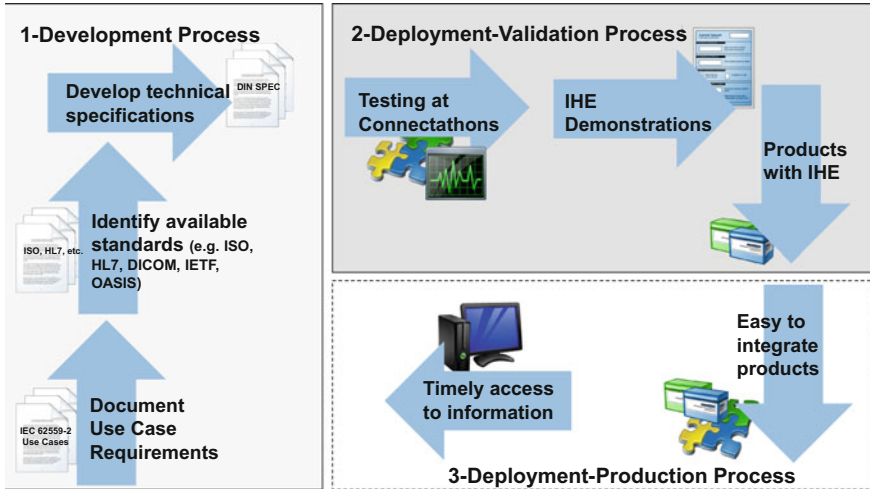 1-Development Process
Develop technical
specifications
DIN SPEC
Identify available
standards (e.g. ISO,
HL7, DICOM, IETF,
OASIS)
ISO, HL7, etc.
Document
Use Case
Requirements
IEC 62559-2
Use Cases
2-Deployment-Validation Process
Testing at
Connectathons
IHE
Demonstrations
Products
with IHE
Easy to
integrate
products
Timely access
to information
3-Deployment-Production Process